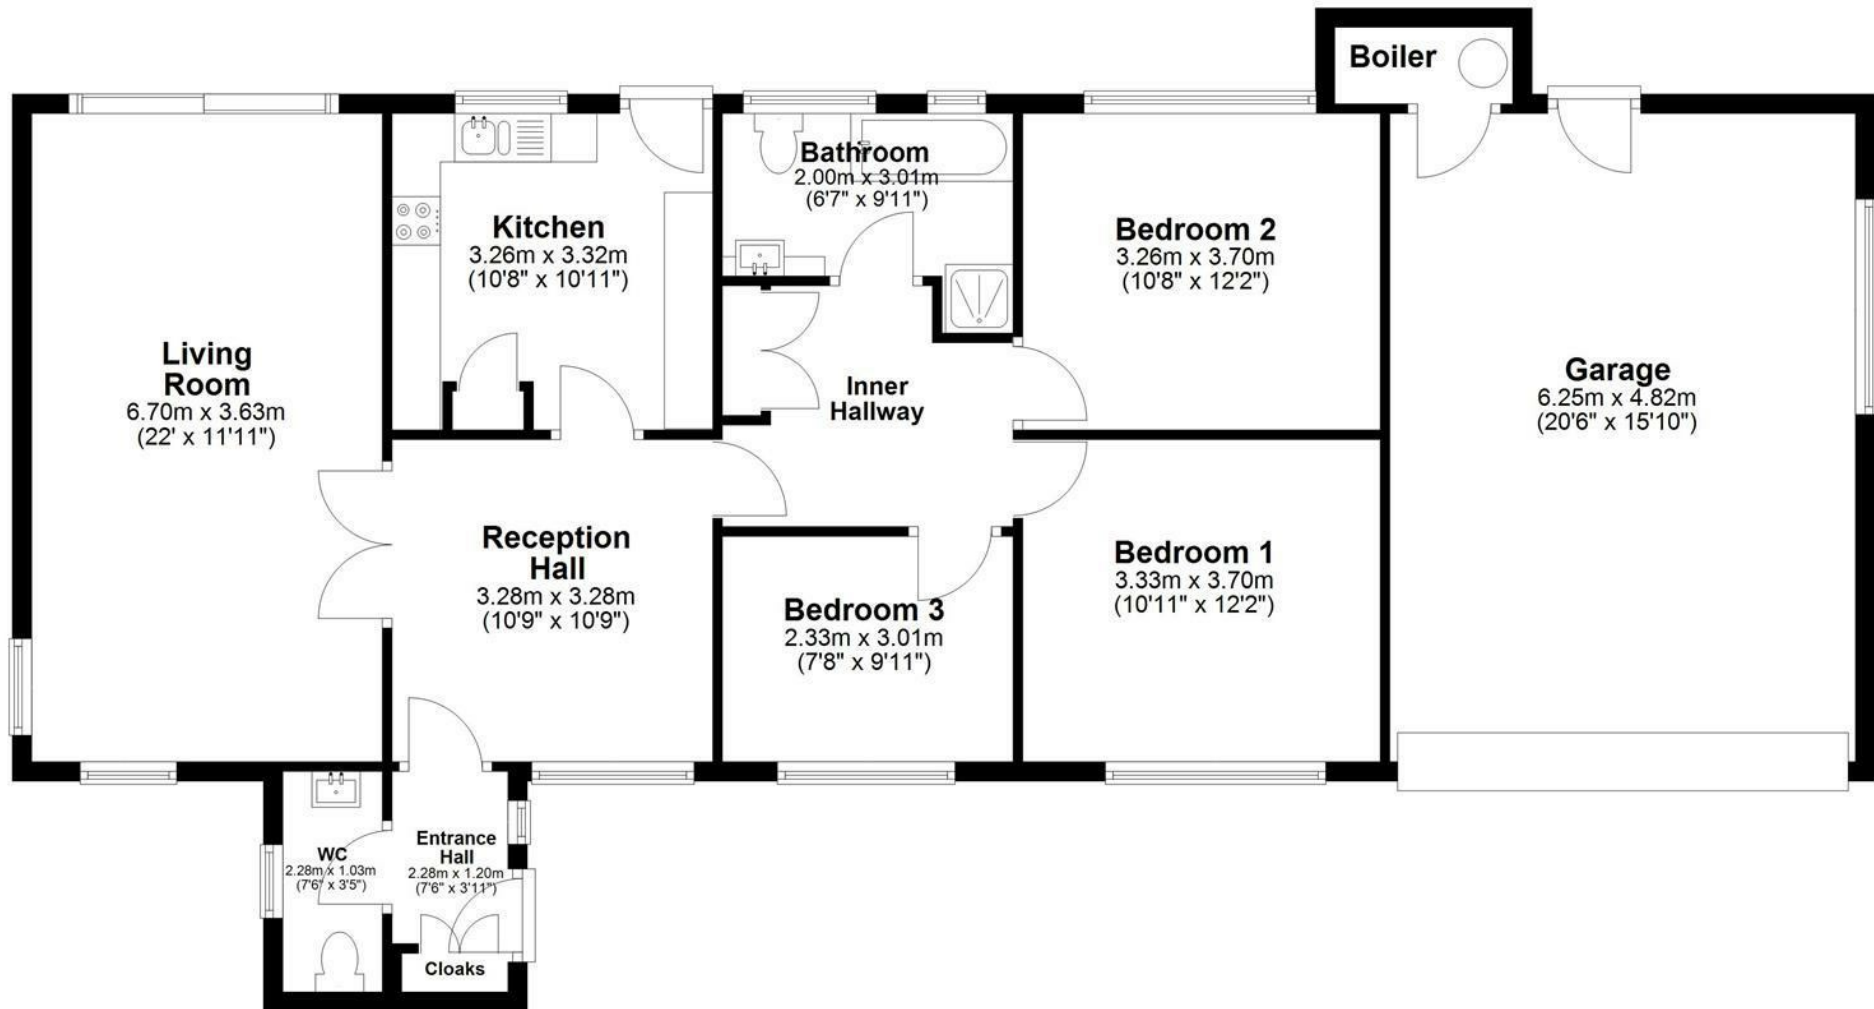 Boiler
Bathroom
2.00m x 3.01m
(6'7" x 9'11")
Kitchen
3.26m x 3.32m
(10'8" x 10'11")
Bedroom 2
3.26m x 3.70m
(10'8" x 12'2")
Living
Room
6.70m x 3.63m
(22' x 11'11")
Inner
Hallway
Garage
6.25m x 4.82m
(20'6" x 15'10")
Reception
Hall
3.28m x 3.28m
(10'9" x 10'9")
Bedroom 3
2.33m x 3.01m
(7'8" x 9'11")
Bedroom 1
3.33m x 3.70m
(10'11" x 12'2")
WC
2.28m x 1.03m
(7'6" x 3'5")
Entrance
Hall
2.28m x 1.20m
(7'6" x 3'11")
Cloaks